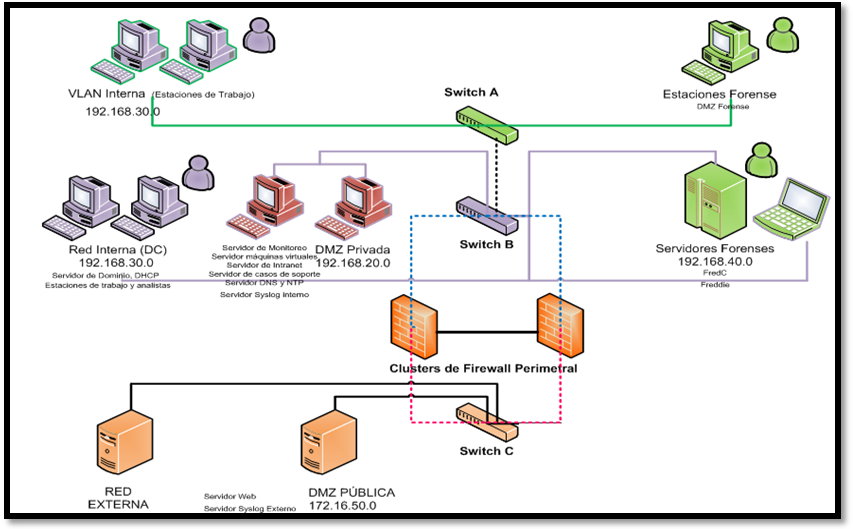 VLAN Interna (Estaciones de Trabajo)
192.168.30.0
Switch A
Estaciones Forense
DMZ Forense
Red Interna (DC)
192.168.30.0
Servidor de Dominio, DHCP
Estaciones de trabajo y analistas
Servidor de Monitoreo
Servidor máquinas virtuales
Servidor de Intranet
Servidor de casos de soporte
Servidor DNS y NTP
Servidor Syslog Interno
DMZ Privada
192.168.20.0
Switch B
Servidores Forenses
192.168.40.0
FredC
Freddie
Clusters de Firewall Perimetral
Switch C
RED
EXTERNA
Servidor Web
Servidor Syslog Externo
DMZ PÚBLICA
172.16.50.0